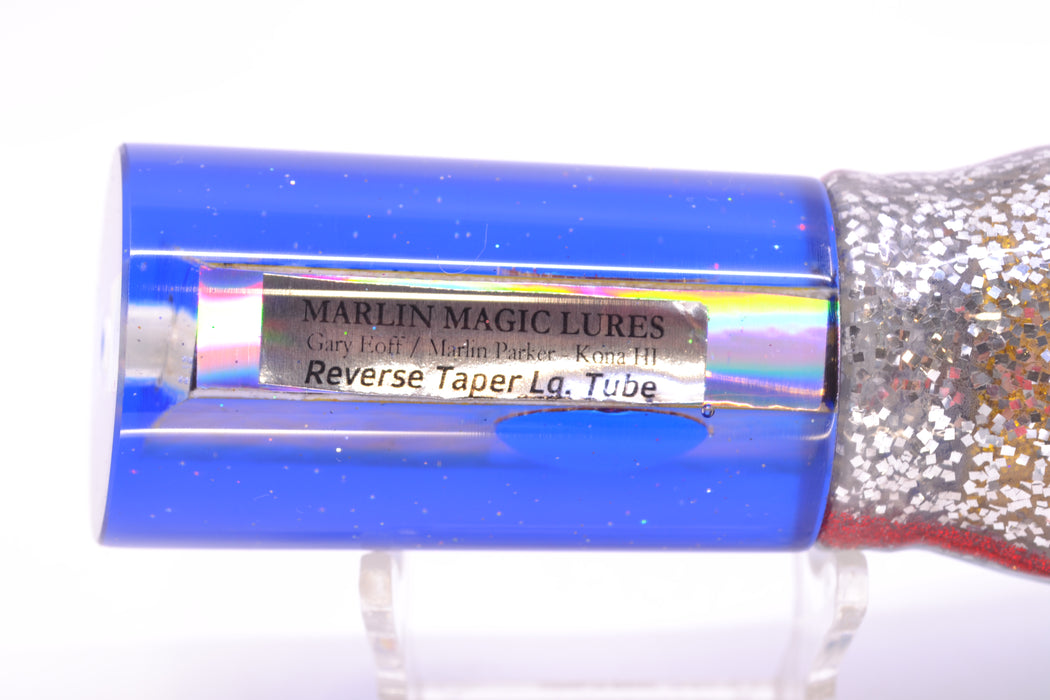 MARLIN MAGIC LURES
Gary Eoff / Marlin Parker - Kona HI
Reverse Taper Lg. Tube